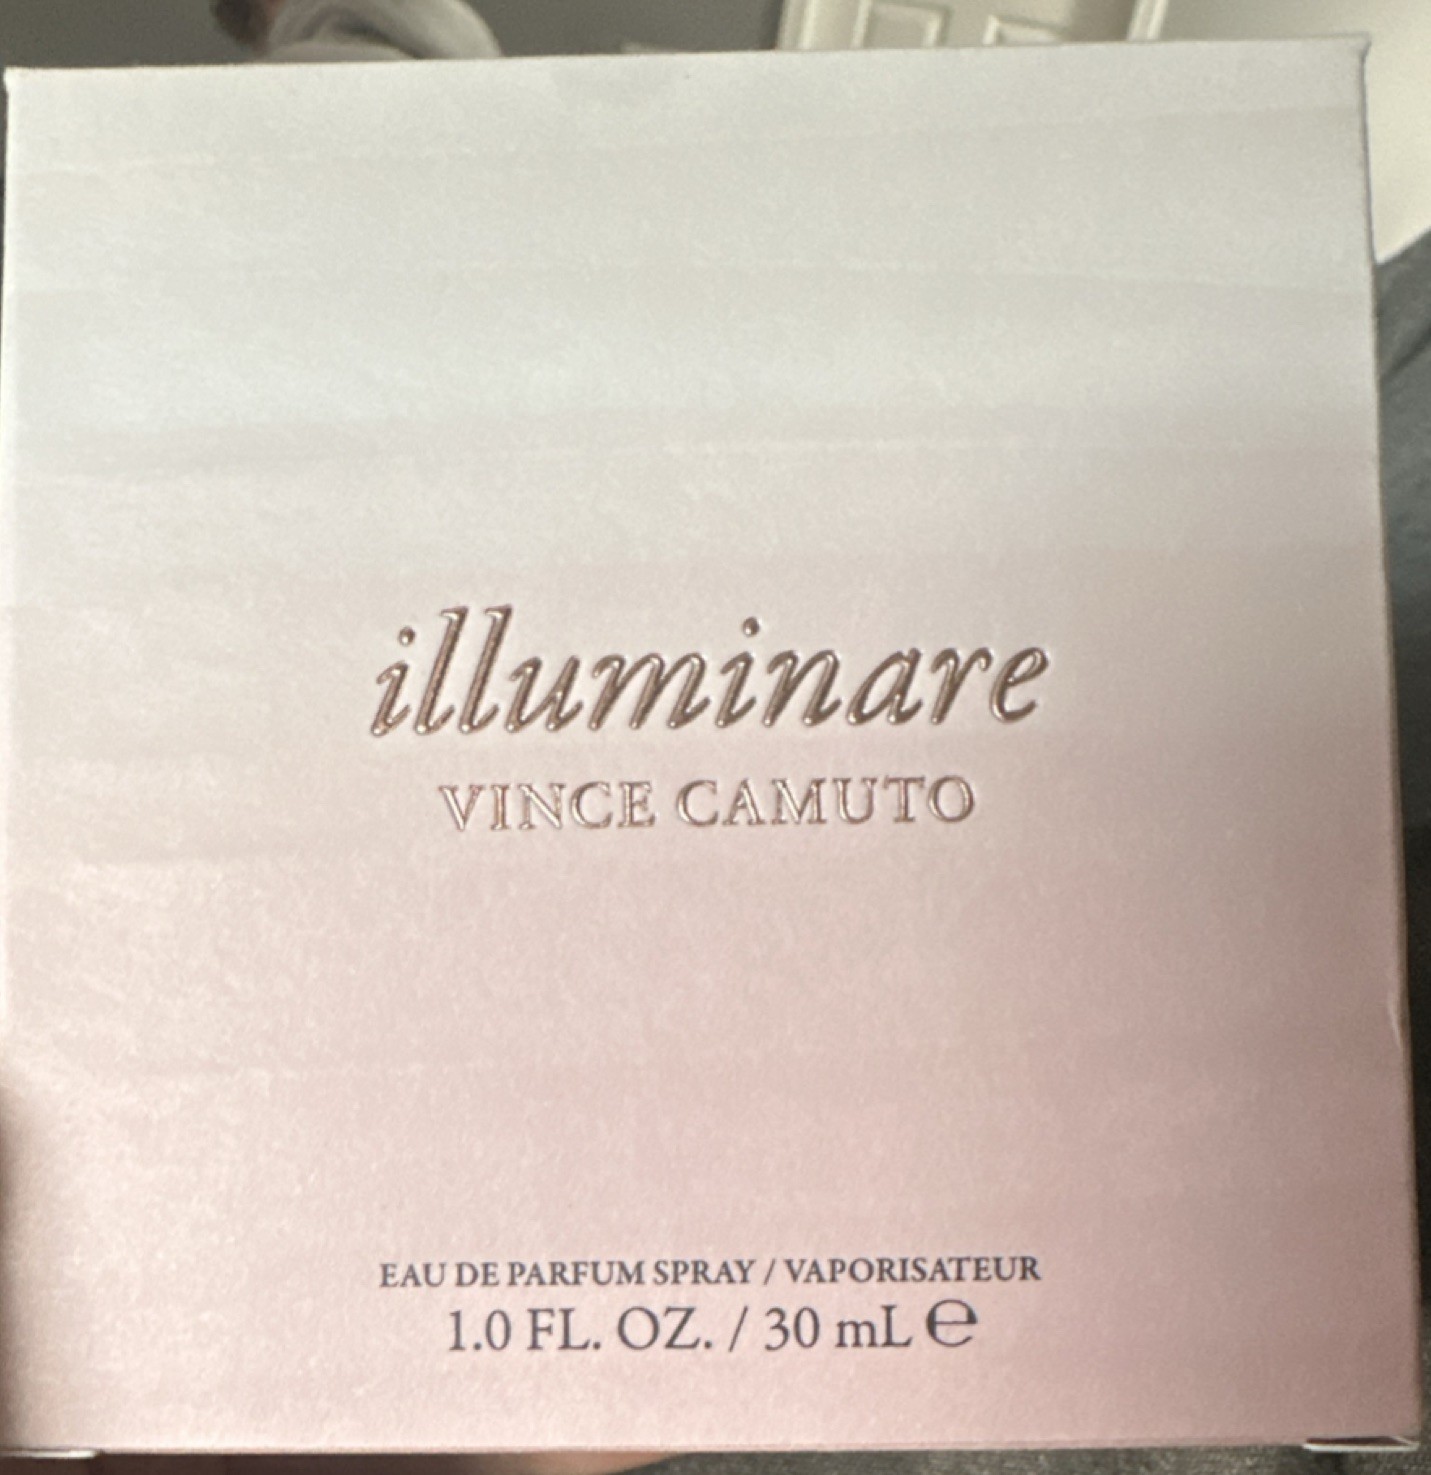 illuminare
VINCE CAMUTO
EAU DE PARFUM SPRAY / VAPORISATEUR
1.0 FL. OZ. / 30 mL ℮